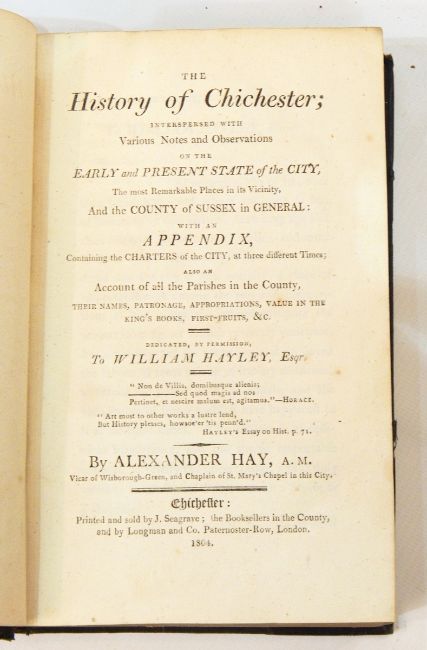 THE
History of Chichester;
INTERSPERSED WITH
Various Notes and Observations
ON THE
EARLY and PRESENT STATE of the CITY,
The most Remarkable Places in its Vicinity,
And the COUNTY of SUSSEX in GENERAL:
WITH AN
APPENDIX,
Containing the CHARTERS of the CITY, at three different Times;
ALSO AN
Account of all the Parishes in the County,
THEIR NAMES, PATRONAGE, APPROPRIATIONS, VALUE IN THE
KING'S BOOKS, FIRST-FRUITS, &C.
DEDICATED, BY PERMISSION,
To WILLIAM HAYLEY, Esqr.
" Non de Villis, domibusque alienis;
Sed quod magis ad nos
Pertinet, et nescire malum est, agitamus."—HORACE.
" Art must to other works a lustre lend,
But History pleases, howsoe'er 'tis penn'd."
HAYLEY'S Essay on Hist. p. 71.
By ALEXANDER HAY, A. M.
Vicar of Wisborough-Green, and Chaplain of St. Mary's Chapel in this City.
Chichester:
Printed and sold by J. Seagrave; the Booksellers in the County,
and by Longman and Co. Paternoster-Row, London.
1804.